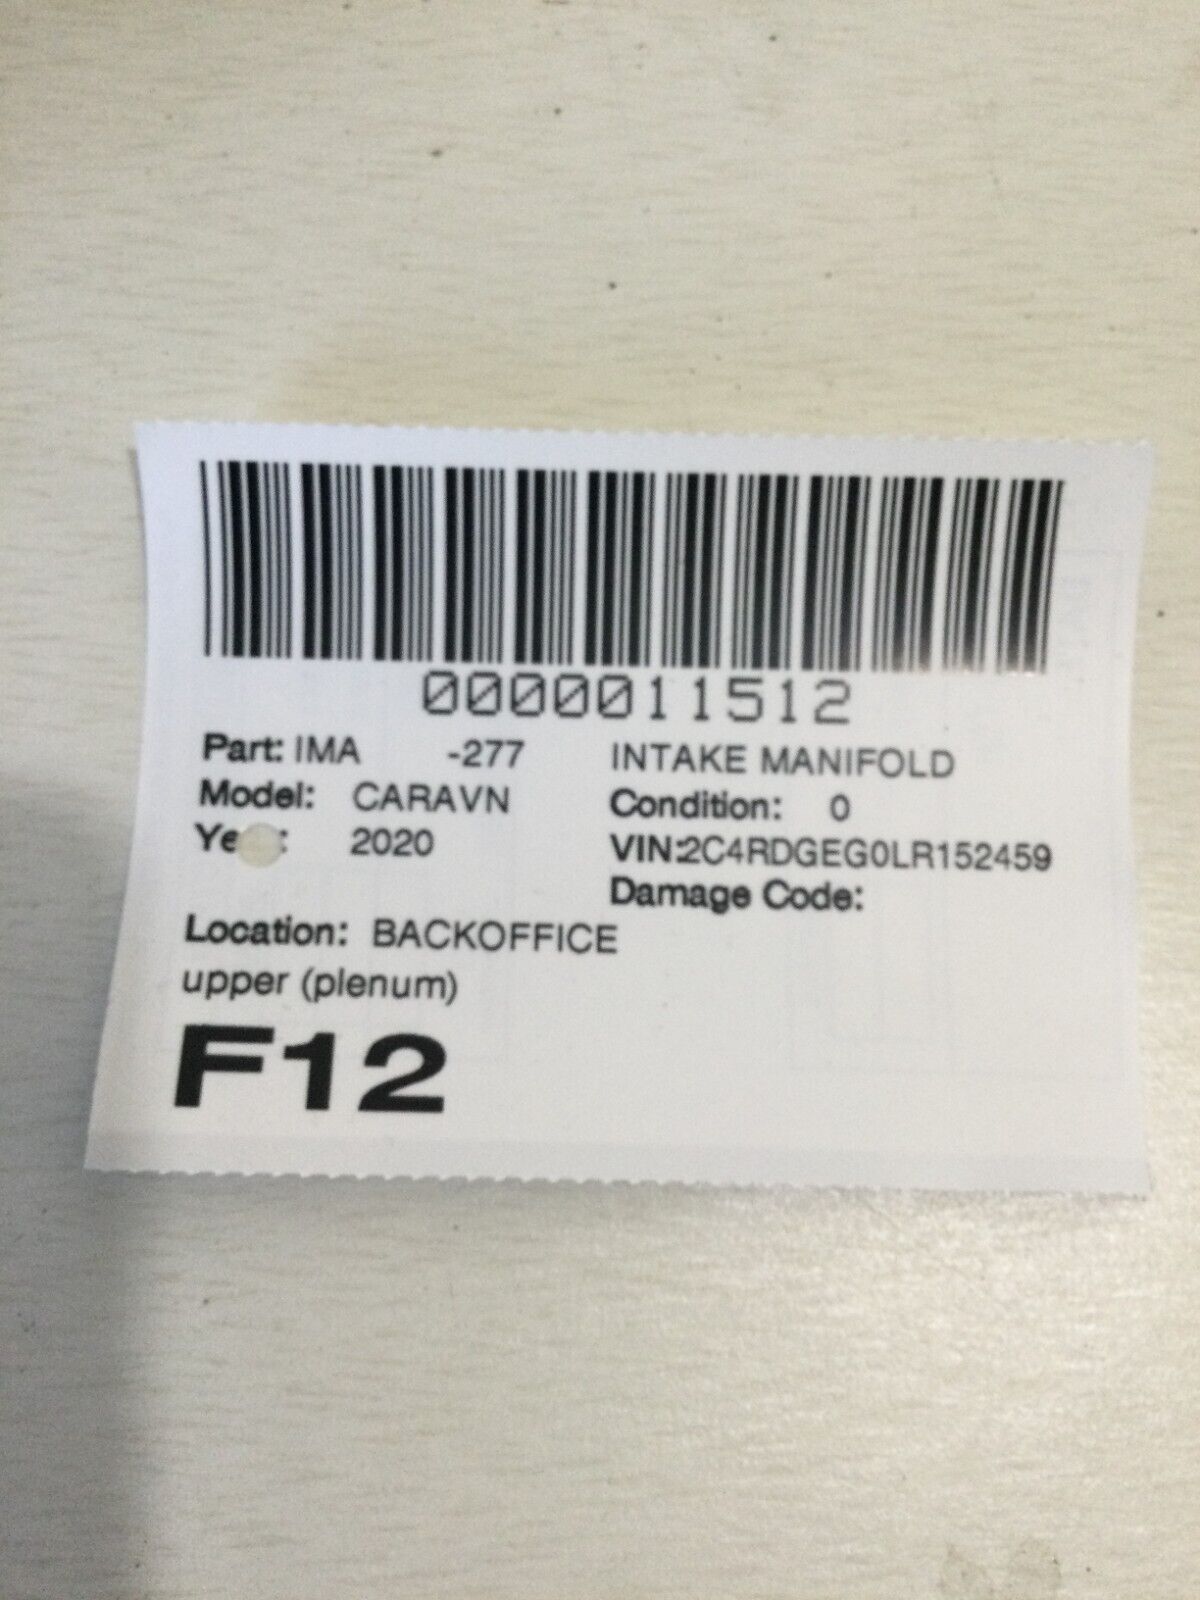 0000011512
Part: IMA -277 INTAKE MANIFOLD
Model: CARAVN Condition: 0
2020 VIN:2C4RDGEG0LR152459
Damage Code:
Location: BACKOFFICE
upper (plenum)
F12